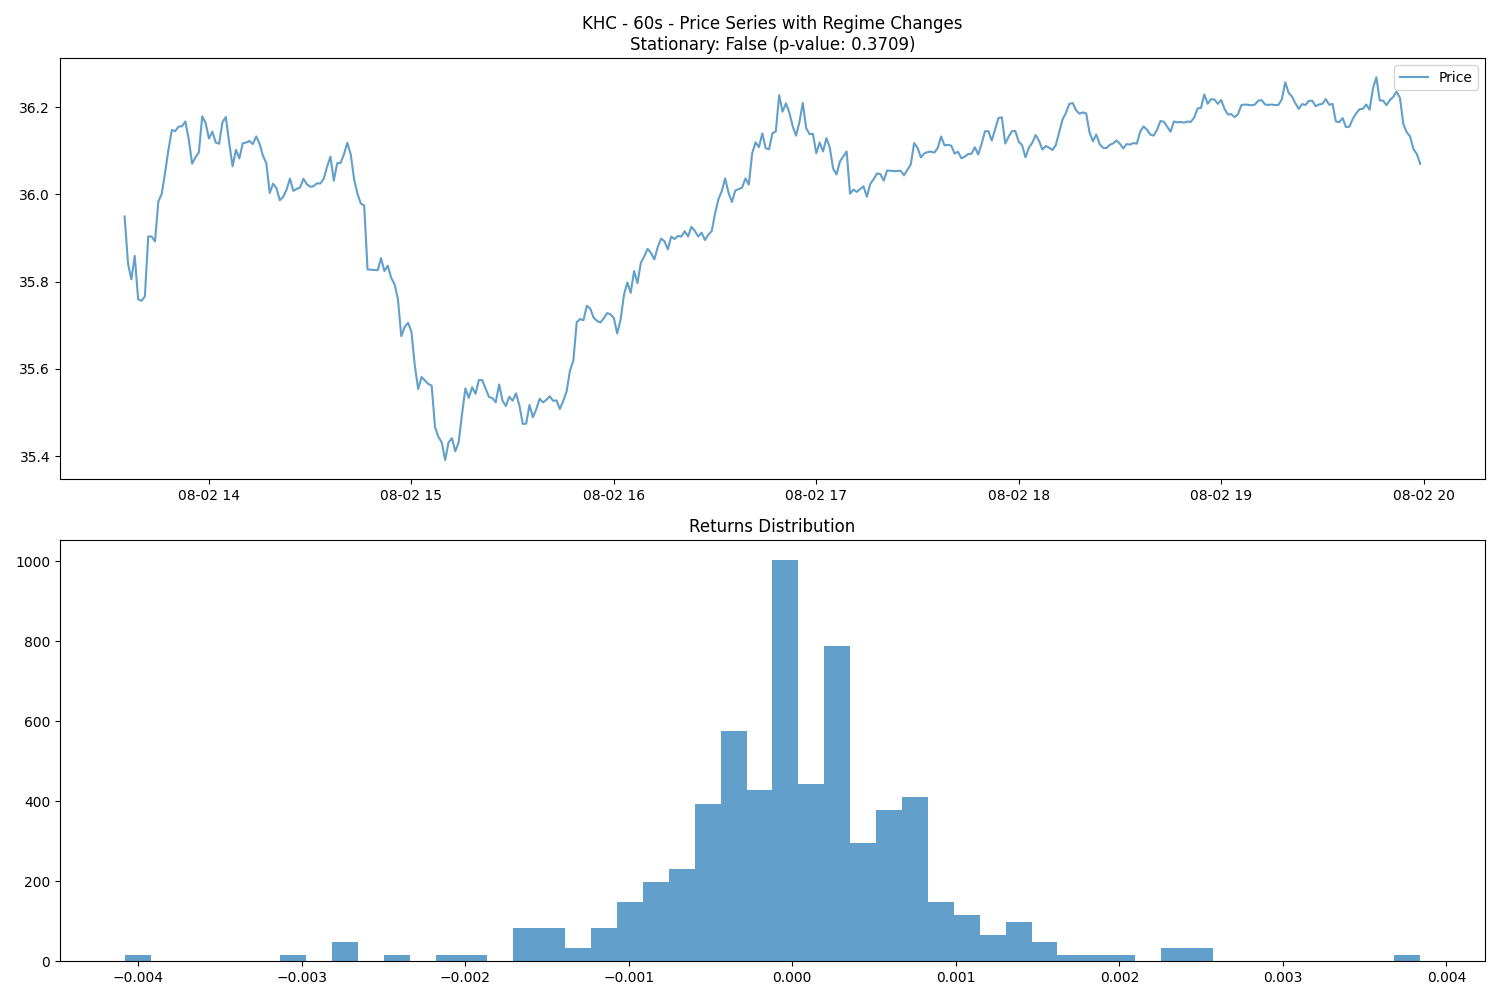 KHC - 60s - Price Series with Regime Changes
Stationary: False (p-value: 0.3709)
Price
36.2
36.0
35.8
35.6
35.4
08-02 14 08-02 15 08-02 16 08-02 17 08-02 18 08-02 19 08-02 20
Returns Distribution
1000
800
600
400
200
0
−0.004 −0.003 −0.002 −0.001 0.000 0.001 0.002 0.003 0.004